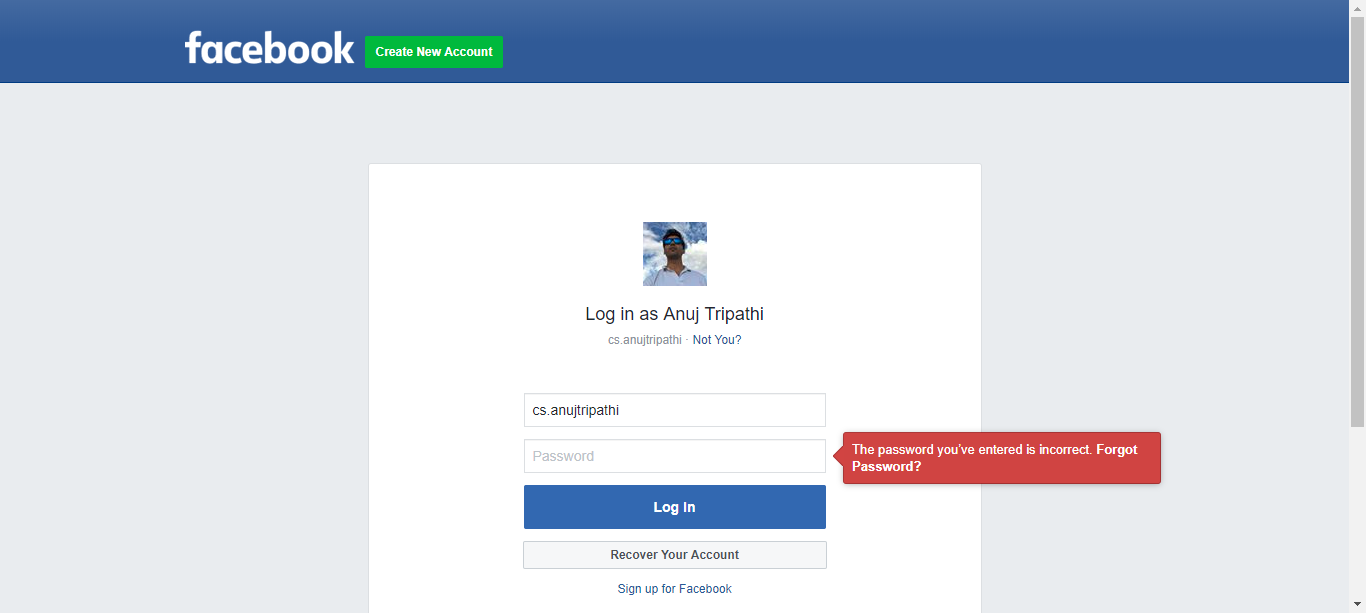 facebook
Create New Account
Log in as Anuj Tripathi
cs.anujtripathi · Not You?
cs.anujtripathi
Password
The password you've entered is incorrect. Forgot
Password?
Log In
Recover Your Account
Sign up for Facebook